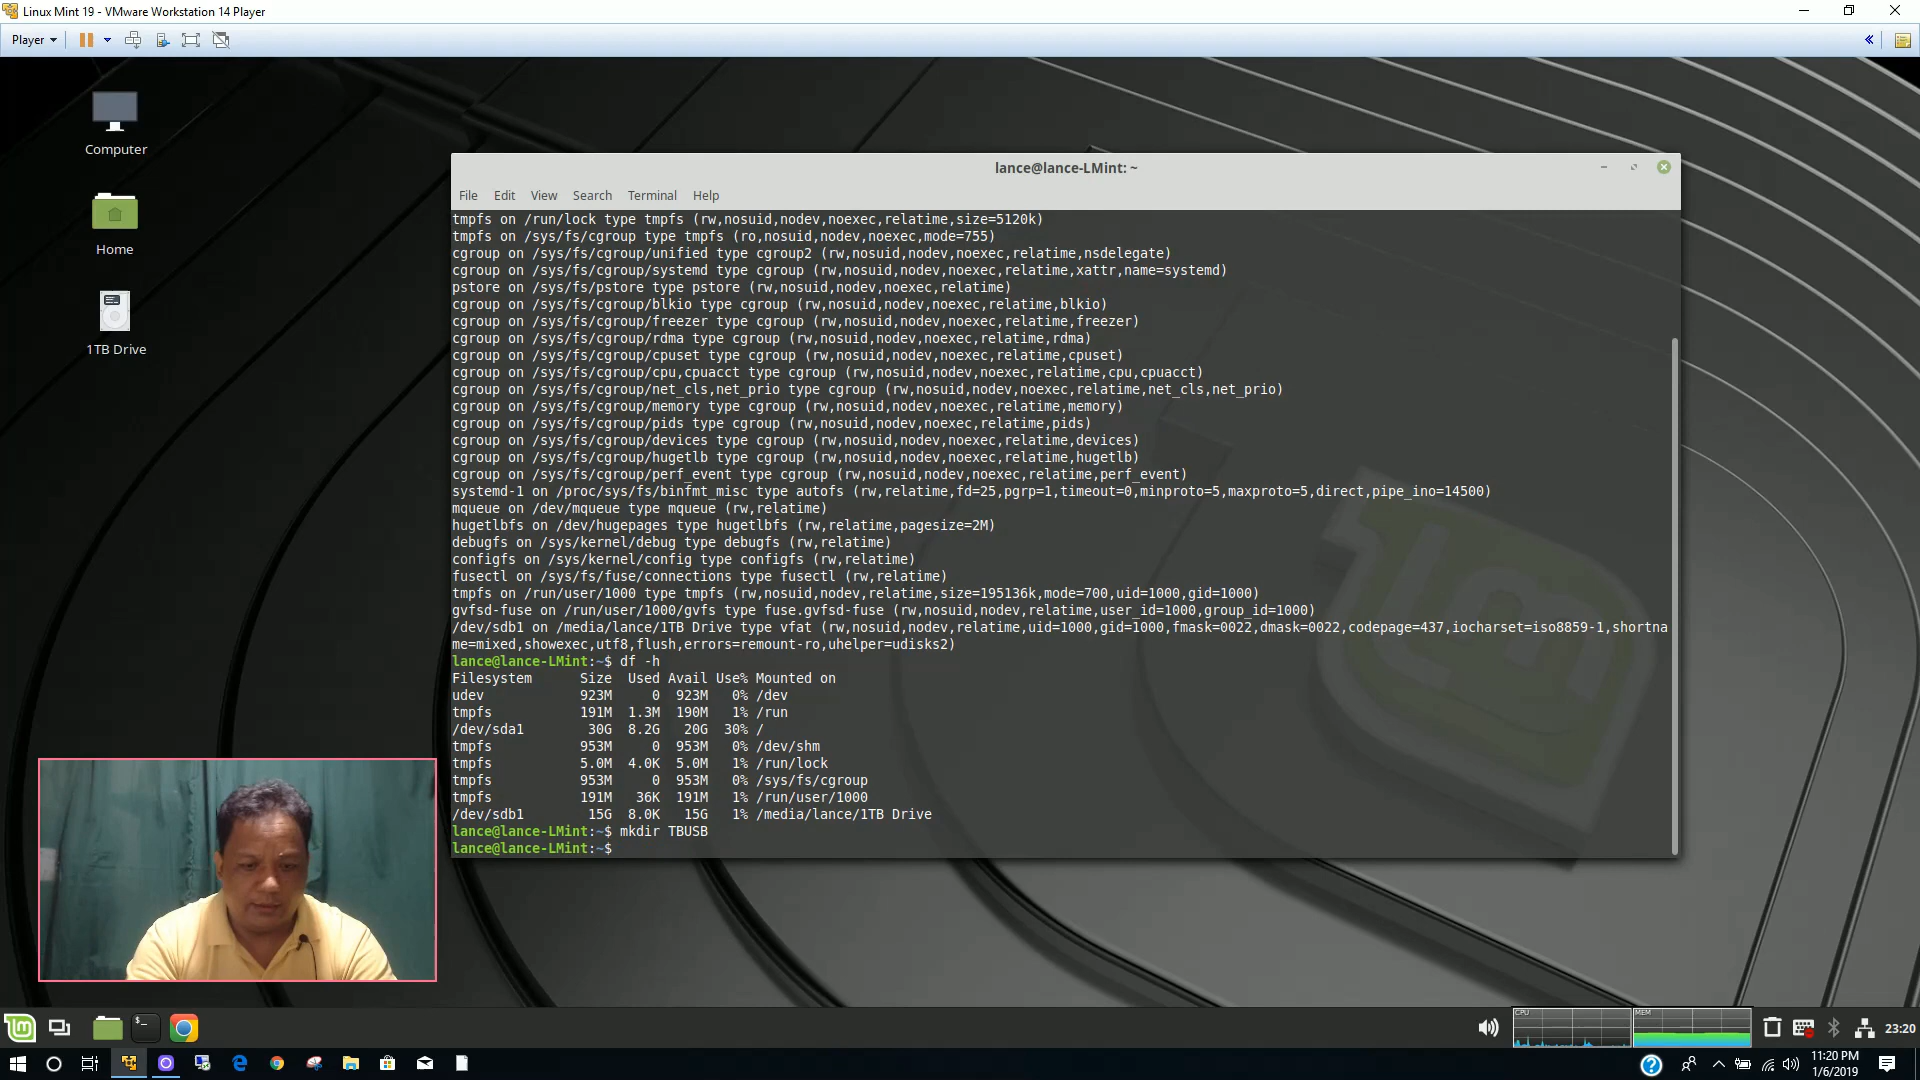 Linux Mint 19 - VMware Workstation 14 Player
Player
Computer
Home
1TB Drive
lance@lance-LMint: ~
File Edit View Search Terminal Help
tmpfs on /run/lock type tmpfs (rw,nosuid,nodev,noexec,relatime,size=5120k)
tmpfs on /sys/fs/cgroup type tmpfs (ro,nosuid,nodev,noexec,mode=755)
cgroup on /sys/fs/cgroup/unified type cgroup2 (rw,nosuid,nodev,noexec,relatime,nsdelegate)
cgroup on /sys/fs/cgroup/systemd type cgroup (rw,nosuid,nodev,noexec,relatime,xattr,name=systemd)
pstore on /sys/fs/pstore type pstore (rw,nosuid,nodev,noexec,relatime)
cgroup on /sys/fs/cgroup/blkio type cgroup (rw,nosuid,nodev,noexec,relatime,blkio)
cgroup on /sys/fs/cgroup/freezer type cgroup (rw,nosuid,nodev,noexec,relatime,freezer)
cgroup on /sys/fs/cgroup/rdma type cgroup (rw,nosuid,nodev,noexec,relatime,rdma)
cgroup on /sys/fs/cgroup/cpuset type cgroup (rw,nosuid,nodev,noexec,relatime,cpuset)
cgroup on /sys/fs/cgroup/cpu,cpuacct type cgroup (rw,nosuid,nodev,noexec,relatime,cpu,cpuacct)
cgroup on /sys/fs/cgroup/net_cls,net_prio type cgroup (rw,nosuid,nodev,noexec,relatime,net_cls,net_prio)
cgroup on /sys/fs/cgroup/memory type cgroup (rw,nosuid,nodev,noexec,relatime,memory)
cgroup on /sys/fs/cgroup/pids type cgroup (rw,nosuid,nodev,noexec,relatime,pids)
cgroup on /sys/fs/cgroup/devices type cgroup (rw,nosuid,nodev,noexec,relatime,devices)
cgroup on /sys/fs/cgroup/hugetlb type cgroup (rw,nosuid,nodev,noexec,relatime,hugetlb)
cgroup on /sys/fs/cgroup/perf_event type cgroup (rw,nosuid,nodev,noexec,relatime,perf_event)
systemd-1 on /proc/sys/fs/binfmt_misc type autofs (rw,relatime,fd=25,pgrp=1,timeout=0,minproto=5,maxproto=5,direct,pipe_ino=14500)
mqueue on /dev/mqueue type mqueue (rw,relatime)
hugetlbfs on /dev/hugepages type hugetlbfs (rw,relatime,pagesize=2M)
debugfs on /sys/kernel/debug type debugfs (rw,relatime)
configfs on /sys/kernel/config type configfs (rw,relatime)
fusectl on /sys/fs/fuse/connections type fusectl (rw,relatime)
tmpfs on /run/user/1000 type tmpfs (rw,nosuid,nodev,relatime,size=195136k,mode=700,uid=1000,gid=1000)
gvfsd-fuse on /run/user/1000/gvfs type fuse.gvfsd-fuse (rw,nosuid,nodev,relatime,user_id=1000,group_id=1000)
/dev/sdb1 on /media/lance/1TB Drive type vfat (rw,nosuid,nodev,relatime,uid=1000,gid=1000,fmask=0022,dmask=0022,codepage=437,iocharset=iso8859-1,shortna
me=mixed,showexec,utf8,flush,errors=remount-ro,uhelper=udisks2)
lance@lance-LMint:~$ df -h
Filesystem Size Used Avail Use% Mounted on
udev 923M 0 923M 0% /dev
tmpfs 191M 1.3M 190M 1% /run
/dev/sda1 30G 8.2G 20G 30% /
tmpfs 953M 0 953M 0% /dev/shm
tmpfs 5.0M 4.0K 5.0M 1% /run/lock
tmpfs 953M 0 953M 0% /sys/fs/cgroup
tmpfs 191M 36K 191M 1% /run/user/1000
/dev/sdb1 15G 8.0K 15G 1% /media/lance/1TB Drive
lance@lance-LMint:~$ mkdir TBUSB
lance@lance-LMint:~$
CPU
MEM
23:20
11:20 PM
1/6/2019